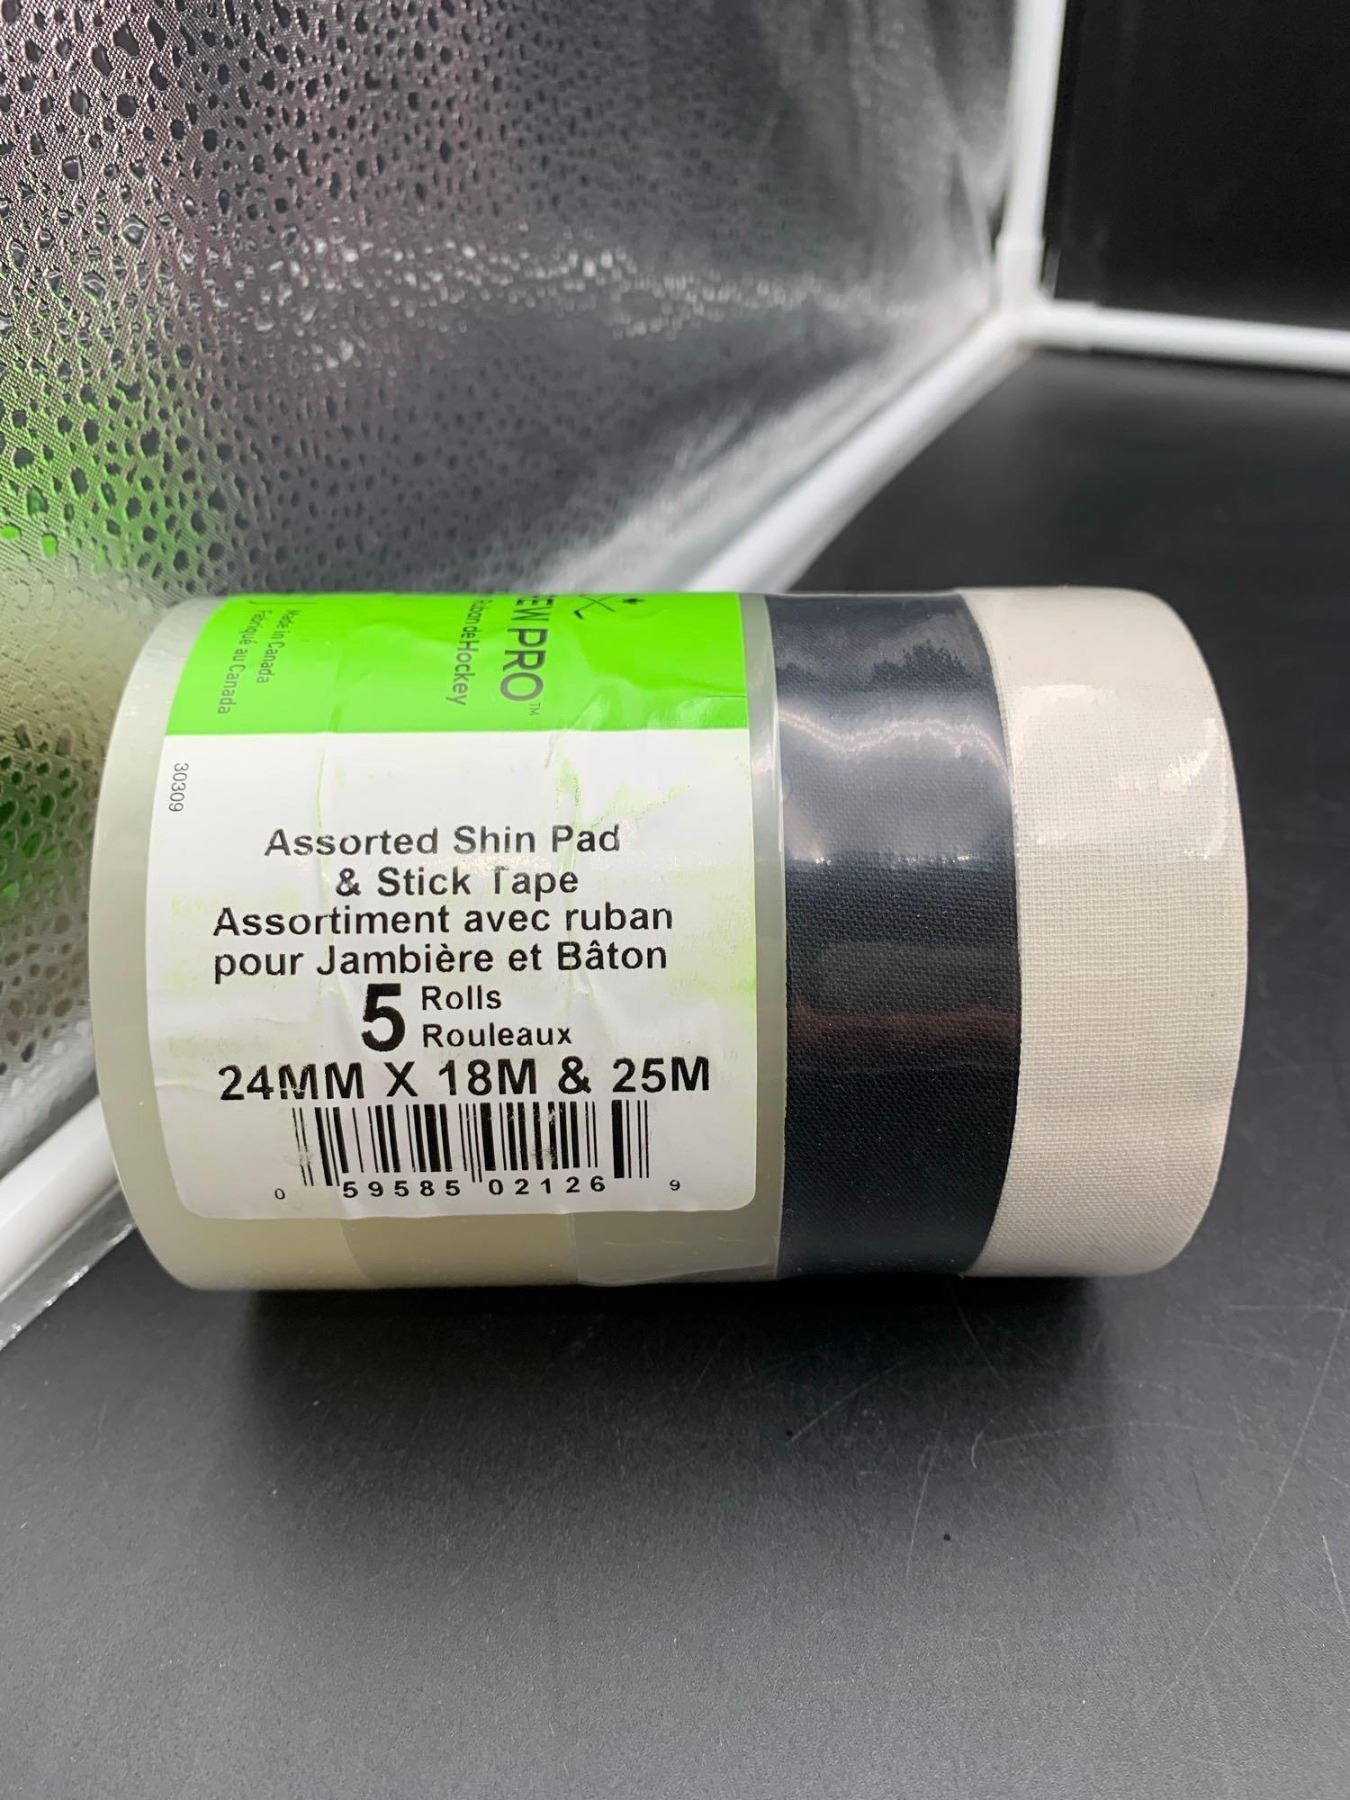 PRO™
Ruban de Hockey
Made in Canada
Fabriqué au Canada
30309
Assorted Shin Pad
& Stick Tape
Assortiment avec ruban
pour Jambière et Bâton
5 Rolls
Rouleaux
24MM X 18M & 25M
0 59585 02126 9